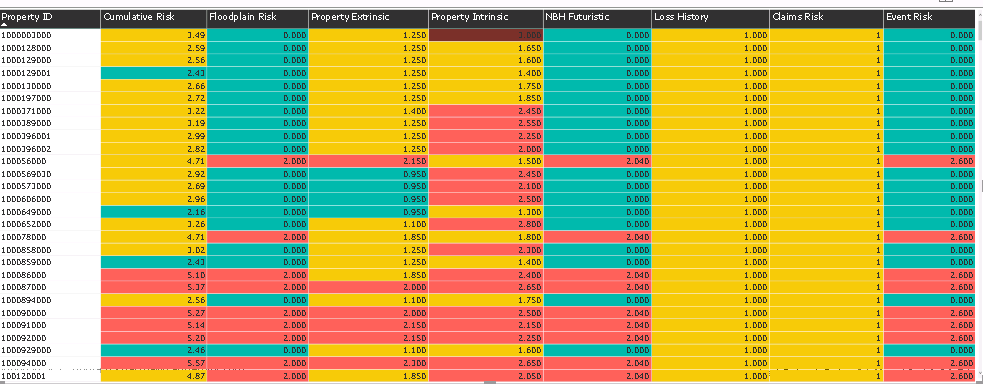 Property ID Cumulative Risk Floodplain Risk Property Extrinsic Property Intrinsic NBH Futuristic Loss History Claims Risk Event Risk
1000003000 3.49 0.000 1.250 3.000 0.000 1.000 1 0.000
1000128000 2.59 0.000 1.250 1.650 0.000 1.000 1 0.000
1000129000 2.56 0.000 1.250 1.600 0.000 1.000 1 0.000
1000129001 2.43 0.000 1.250 1.400 0.000 1.000 1 0.000
1000130000 2.66 0.000 1.250 1.750 0.000 1.000 1 0.000
1000197000 2.72 0.000 1.250 1.850 0.000 1.000 1 0.000
1000371000 3.22 0.000 1.400 2.450 0.000 1.000 1 0.000
1000389000 3.19 0.000 1.250 2.550 0.000 1.000 1 0.000
1000396001 2.99 0.000 1.250 2.250 0.000 1.000 1 0.000
1000396002 2.82 0.000 1.250 2.000 0.000 1.000 1 0.000
100056000 4.71 2.000 2.150 1.500 2.040 1.000 1 2.600
1000569030 2.92 0.000 0.950 2.450 0.000 1.000 1 0.000
1000573000 2.69 0.000 0.950 2.100 0.000 1.000 1 0.000
1000606000 2.96 0.000 0.950 2.500 0.000 1.000 1 0.000
1000649000 2.16 0.000 0.950 1.300 0.000 1.000 1 0.000
1000652000 3.26 0.000 1.100 2.800 0.000 1.000 1 0.000
100078000 4.71 2.000 1.850 1.800 2.040 1.000 1 2.600
1000858000 3.02 0.000 1.250 2.300 0.000 1.000 1 0.000
1000859000 2.43 0.000 1.250 1.400 0.000 1.000 1 0.000
100086000 5.10 2.000 1.850 2.400 2.040 1.000 1 2.600
100087000 5.37 2.000 2.000 2.650 2.040 1.000 1 2.600
1000894000 2.56 0.000 1.100 1.750 0.000 1.000 1 0.000
100090000 5.27 2.000 2.000 2.500 2.040 1.000 1 2.600
100091000 5.14 2.000 2.150 2.150 2.040 1.000 1 2.600
100092000 5.20 2.000 2.150 2.250 2.040 1.000 1 2.600
1000929000 2.46 0.000 1.100 1.600 0.000 1.000 1 0.000
100094000 5.57 2.000 2.300 2.650 2.040 1.000 1 2.600
100120001 4.87 2.000 1.850 2.050 2.040 1.000 1 2.600